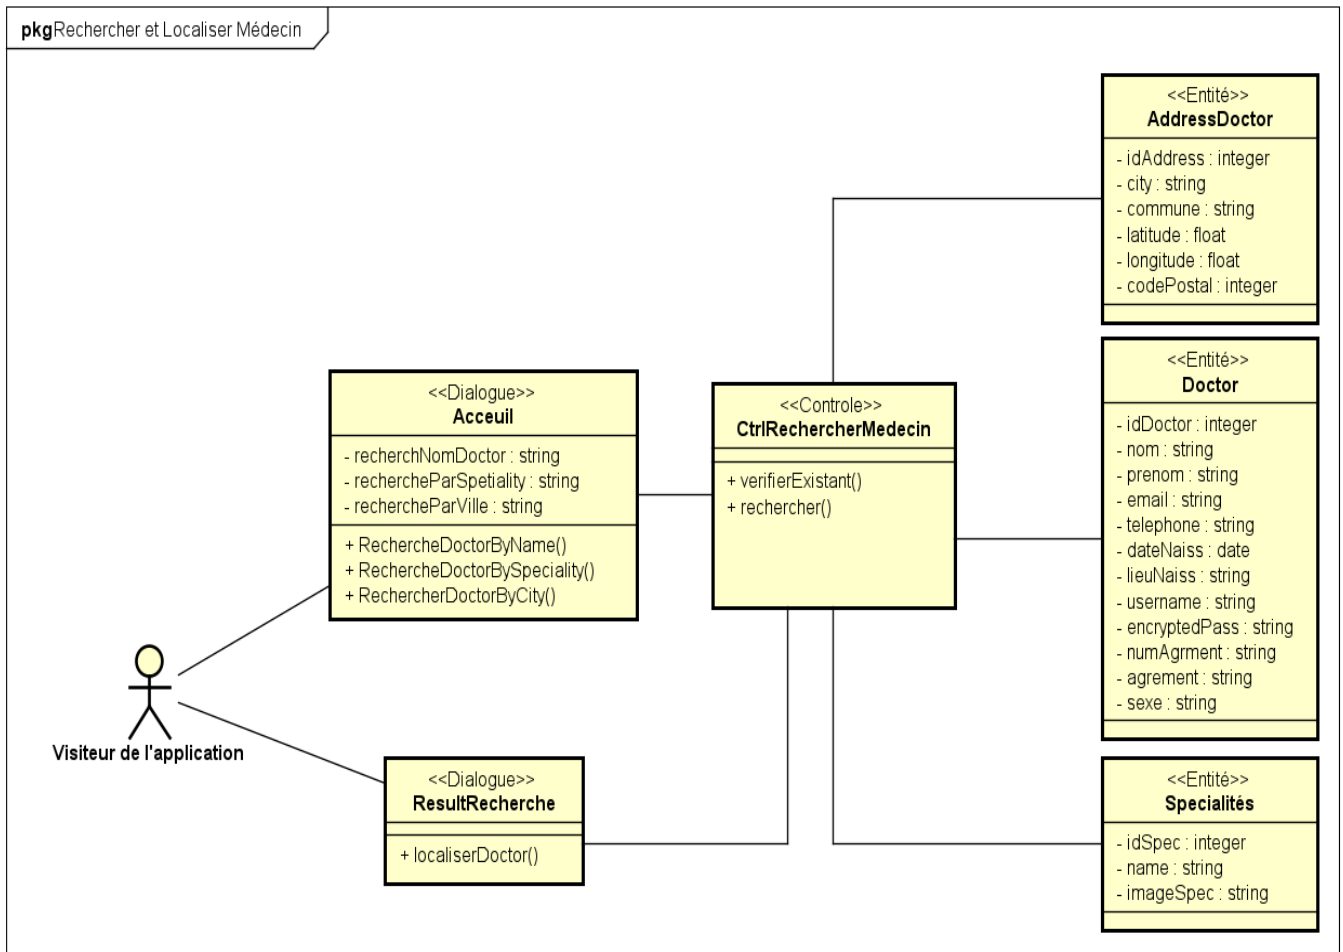 pkgRechercher et Localiser Médecin
<<Entité>>
AddressDoctor
- idAddress : integer
- city : string
- commune : string
- latitude : float
- longitude : float
- codePostal : integer
<<Dialogue>>
Acceuil
- recherchNomDoctor : string
- rechercheParSpetiality : string
- rechercheParVille : string
+ RechercheDoctorByName()
+ RechercheDoctorBySpeciality()
+ RechercherDoctorByCity()
<<Controle>>
CtrlRechercherMedecin
+ verifierExistant()
+ rechercher()
<<Entité>>
Doctor
- idDoctor : integer
- nom : string
- prenom : string
- email : string
- telephone : string
- dateNaiss : date
- lieuNaiss : string
- username : string
- encryptedPass : string
- numAgrment : string
- agrement : string
- sexe : string
Visiteur de l'application
<<Dialogue>>
ResultRecherche
+ localiserDoctor()
<<Entité>>
Specialités
- idSpec : integer
- name : string
- imageSpec : string